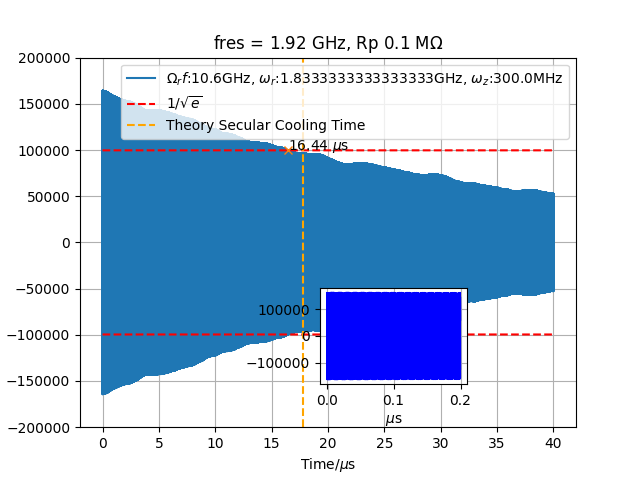 fres = 1.92 GHz, Rp 0.1 MΩ
Ω_rf:10.6GHz, ω_r:1.8333333333333333GHz, ω_z:300.0MHz
1/√e
Theory Secular Cooling Time
16.44 μs
200000
150000
100000
50000
0
−50000
−100000
−150000
−200000
100000
0
−100000
0.0 0.1 0.2
μs
0 5 10 15 20 25 30 35 40
Time/μs